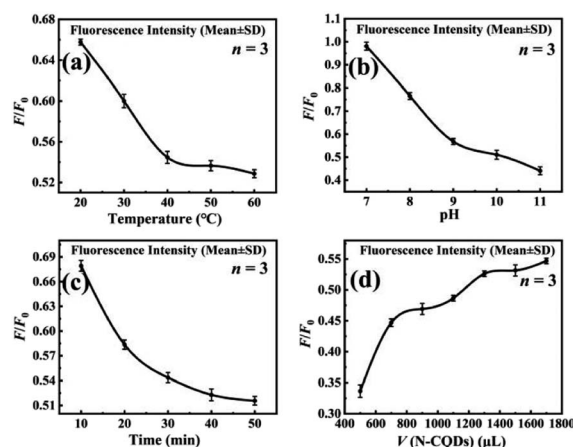 Fluorescence Intensity (Mean±SD)
n = 3
(a)
F/F₀
0.68
0.60
0.56
0.52
20 30 40 50 60
Temperature (°C)
Fluorescence Intensity (Mean±SD)
n = 3
(b)
F/F₀
1.1
1.0
0.9
0.8
0.7
0.6
0.5
0.4
7 8 9 10 11
pH
Fluorescence Intensity (Mean±SD)
n = 3
(c)
F/F₀
0.69
0.66
0.63
0.60
0.57
0.54
0.51
10 20 30 40 50
Time (min)
Fluorescence Intensity (Mean±SD)
n = 3
(d)
F/F₀
0.55
0.50
0.45
0.40
0.35
0.30
400 600 800 1000 1200 1400 1600 1800
V (N-CQDs) (μL)